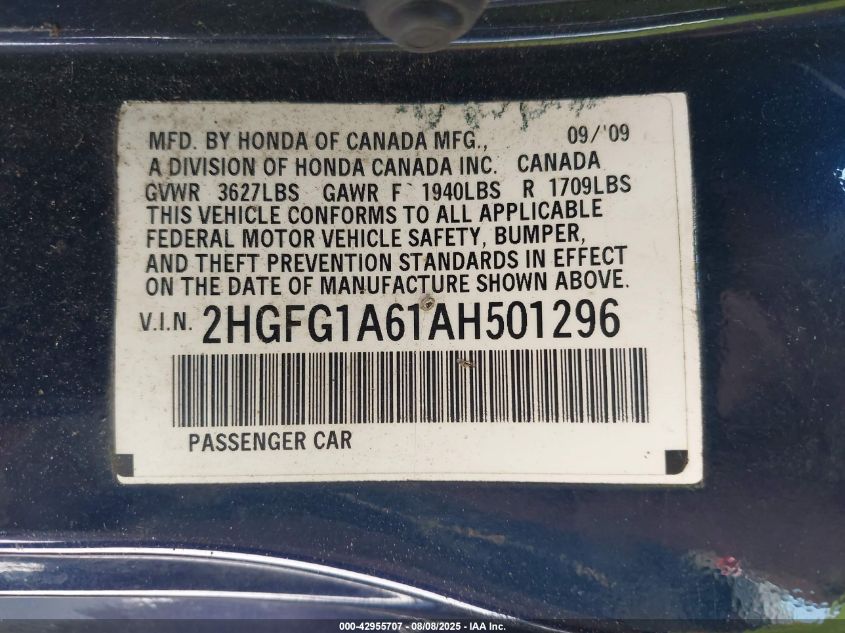 MFD. BY HONDA OF CANADA MFG., 09/'09
A DIVISION OF HONDA CANADA INC. CANADA
GVWR 3627LBS GAWR F 1940LBS R 1709LBS
THIS VEHICLE CONFORMS TO ALL APPLICABLE
FEDERAL MOTOR VEHICLE SAFETY, BUMPER,
AND THEFT PREVENTION STANDARDS IN EFFECT
ON THE DATE OF MANUFACTURE SHOWN ABOVE.
V.I.N. 2HGFG1A61AH501296
PASSENGER CAR
000-42955707 - 08/08/2025 - IAA Inc.